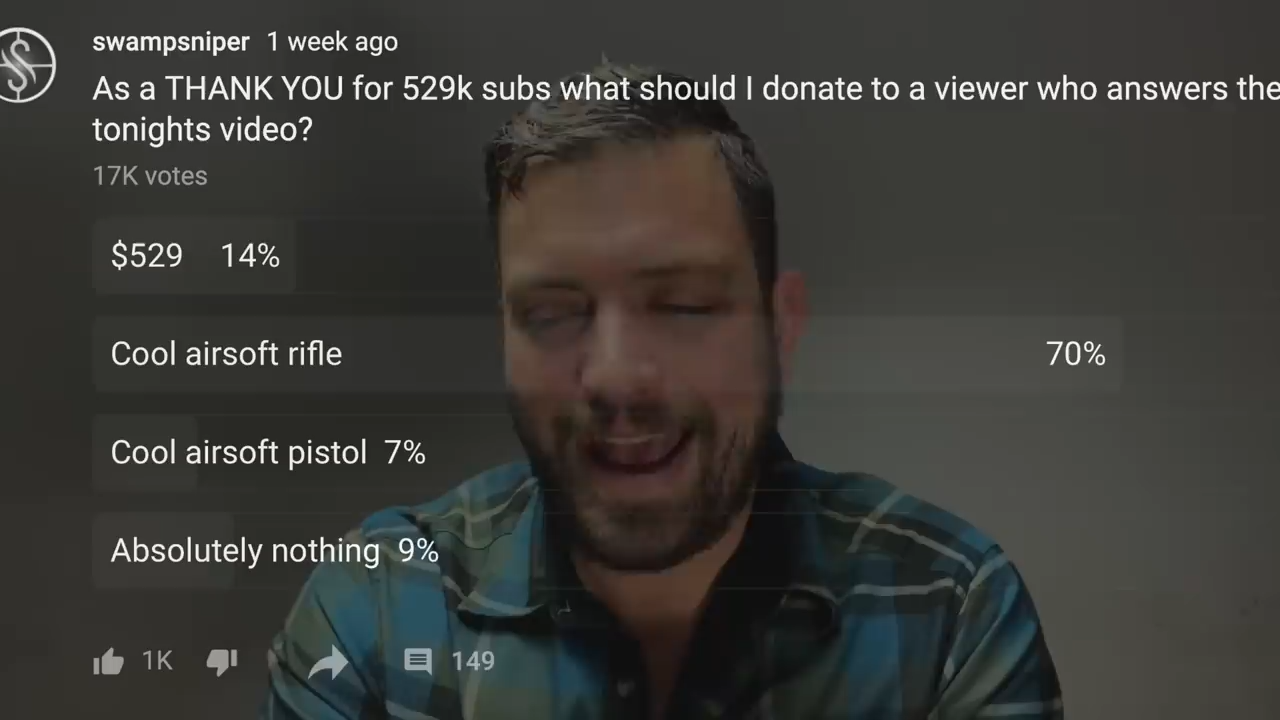 swampsniper 1 week ago
As a THANK YOU for 529k subs what should I donate to a viewer who answers the
tonights video?
17K votes
$529 14%
Cool airsoft rifle 70%
Cool airsoft pistol 7%
Absolutely nothing 9%
1K 149